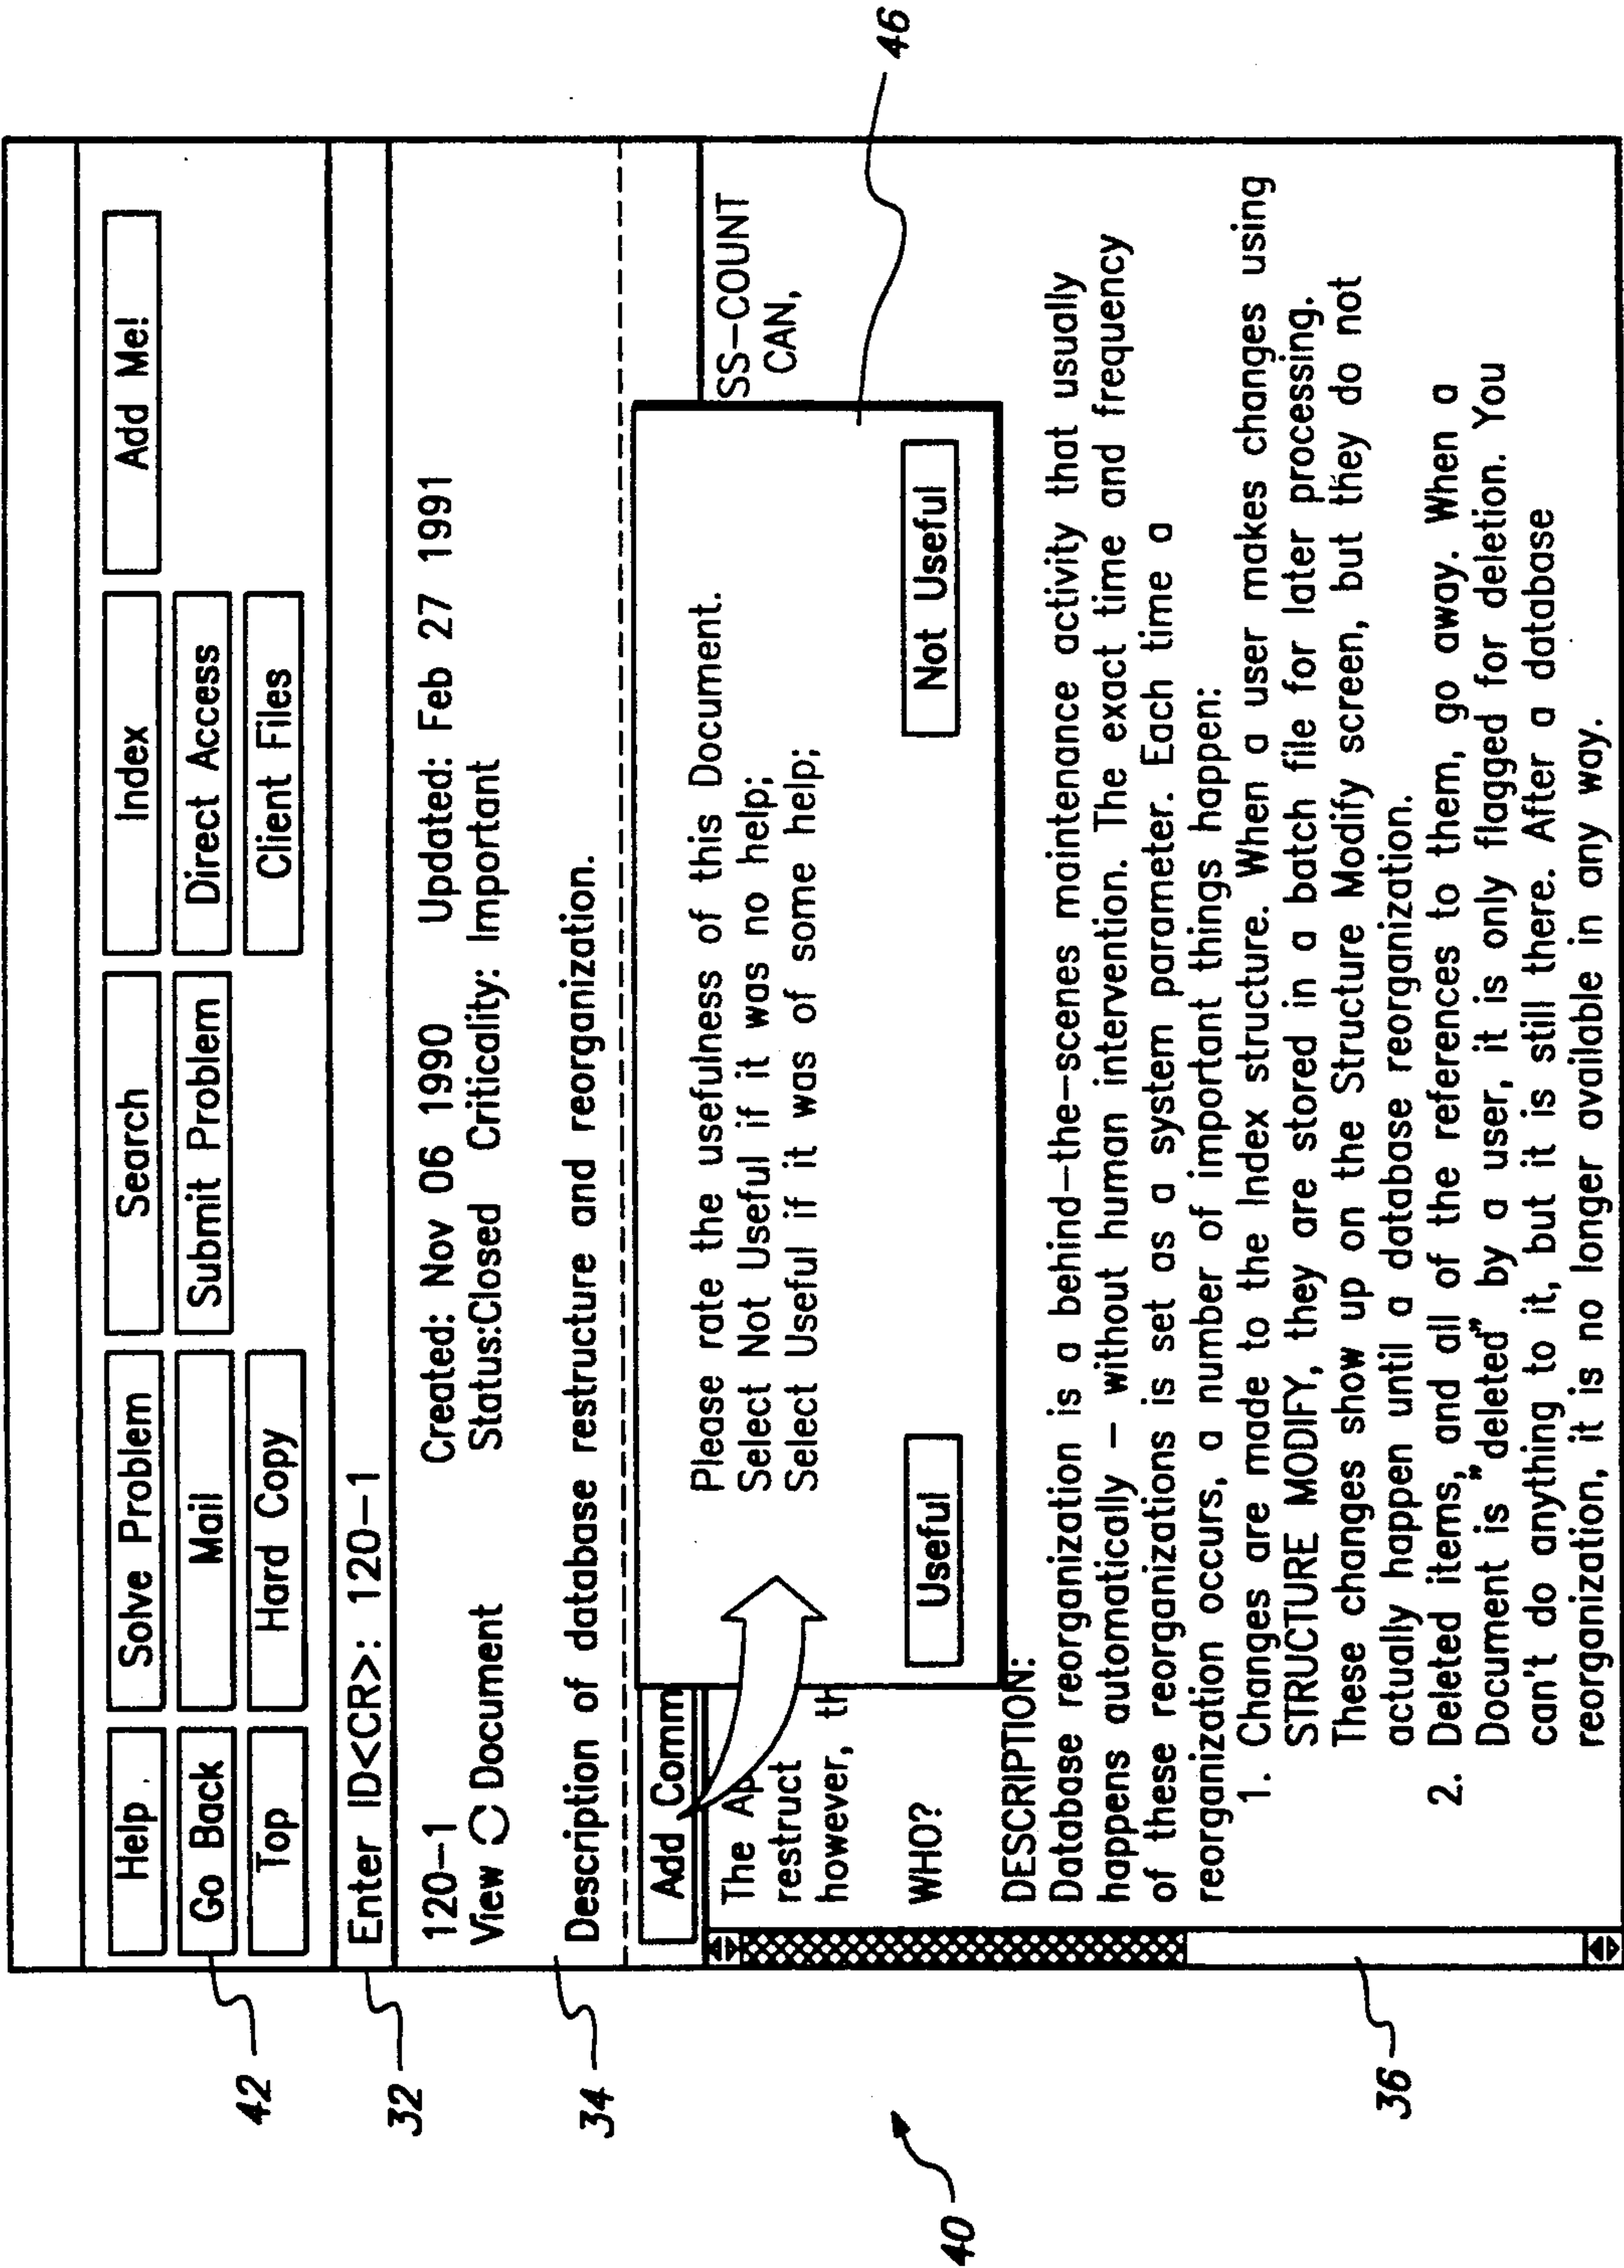 Help Solve Problem Search Index Add Me!
Go Back Mail Submit Problem Direct Access
Top Hard Copy Client Files
42
Enter ID<CR>: 120-1
32
120-1 Created: Nov 06 1990 Updated: Feb 27 1991
View Document Status:Closed Criticality: Important
34
Description of database restructure and reorganization.
Add Comm
Please rate the usefulness of this Document.
Select Not Useful if it was no help;
Select Useful if it was of some help;
Useful Not Useful
46
The Ap SS-COUNT
restruct CAN,
however, th
WHO?
40
DESCRIPTION:
Database reorganization is a behind-the-scenes maintenance activity that usually
happens automatically - without human intervention. The exact time and frequency
of these reorganizations is set as a system parameter. Each time a
reorganization occurs, a number of important things happen:
1. Changes are made to the Index structure. When a user makes changes using
STRUCTURE MODIFY, they are stored in a batch file for later processing.
These changes show up on the Structure Modify screen, but they do not
actually happen until a database reorganization.
36
2. Deleted items, and all of the references to them, go away. When a
Document is "deleted" by a user, it is only flagged for deletion. You
can't do anything to it, but it is still there. After a database
reorganization, it is no longer available in any way.